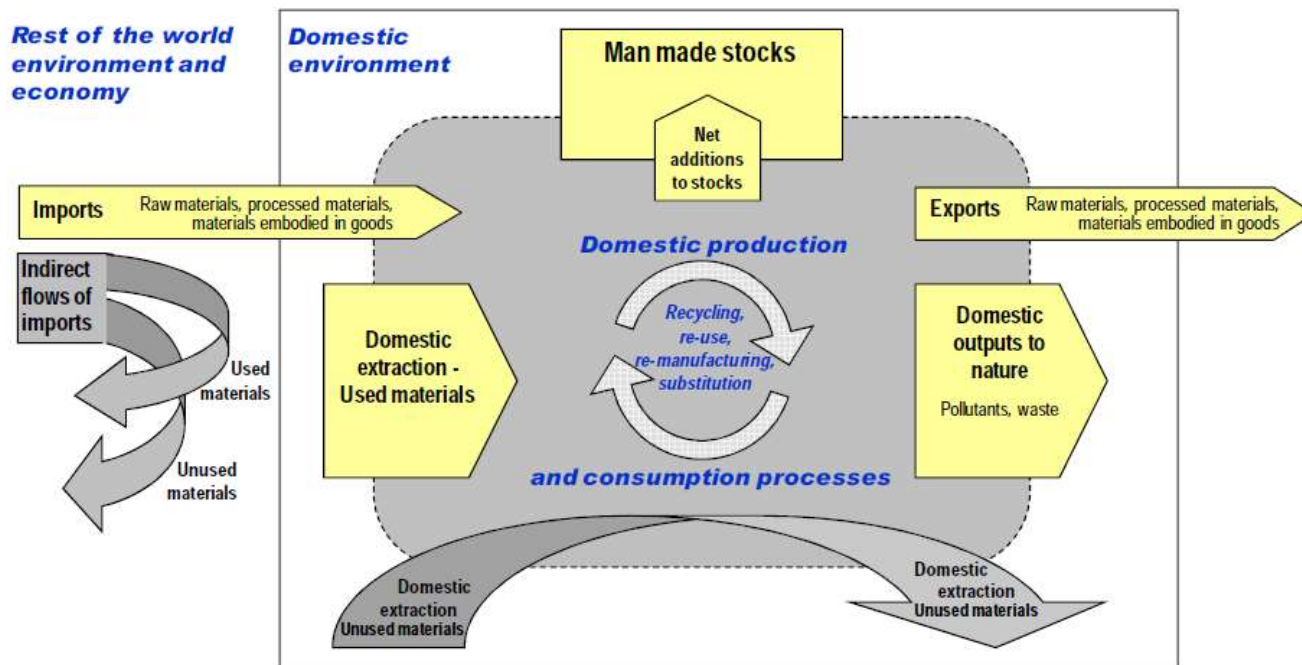 Rest of the world
environment and
economy
Domestic
environment
Man made stocks
Net
additions
to stocks
Imports
Raw materials, processed materials,
materials embodied in goods
Exports
Raw materials, processed materials,
materials embodied in goods
Indirect
flows of
imports
Used
materials
Unused
materials
Domestic
extraction -
Used materials
Domestic production
Recycling,
re-use,
re-manufacturing,
substitution
and consumption processes
Domestic
outputs to
nature
Pollutants, waste
Domestic
extraction
Unused materials
Domestic
extraction
Unused materials